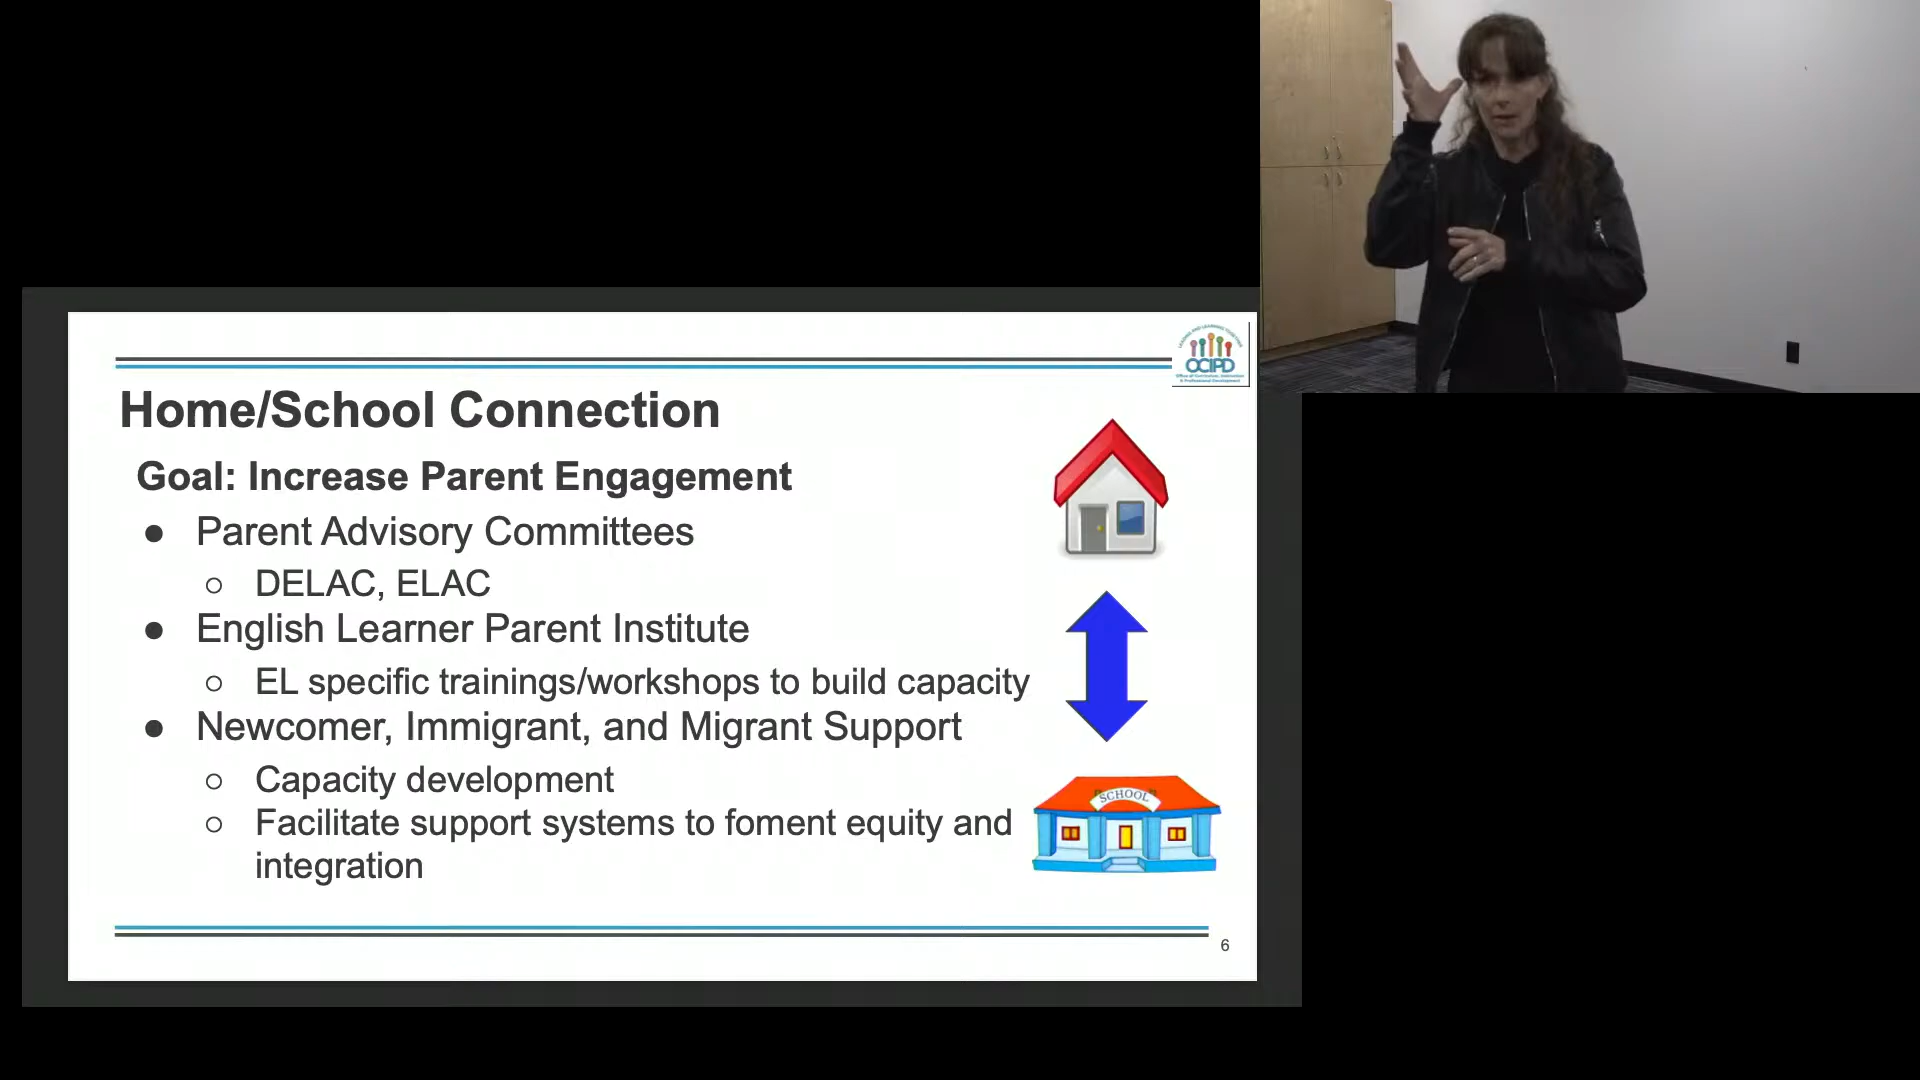 OCIPD
Home/School Connection
Goal: Increase Parent Engagement
● Parent Advisory Committees
○ DELAC, ELAC
● English Learner Parent Institute
○ EL specific trainings/workshops to build capacity
● Newcomer, Immigrant, and Migrant Support
○ Capacity development
○ Facilitate support systems to foment equity and
integration
SCHOOL
6